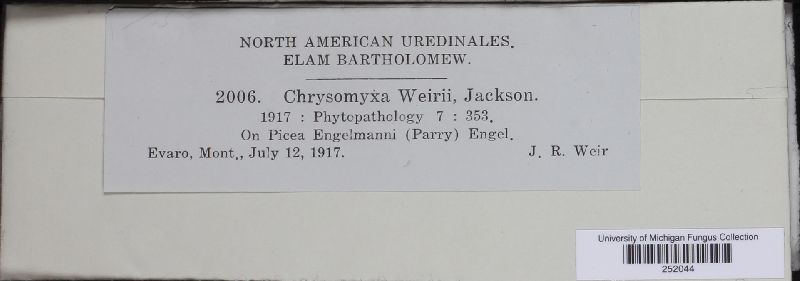 NORTH AMERICAN UREDINALES.
ELAM BARTHOLOMEW.
2006. Chrysomyxa Weirii, Jackson.
1917 : Phytopathology 7 : 353.
On Picea Engelmanni (Parry) Engel.
Evaro, Mont., July 12, 1917. J. R. Weir
University of Michigan Fungus Collection
252044